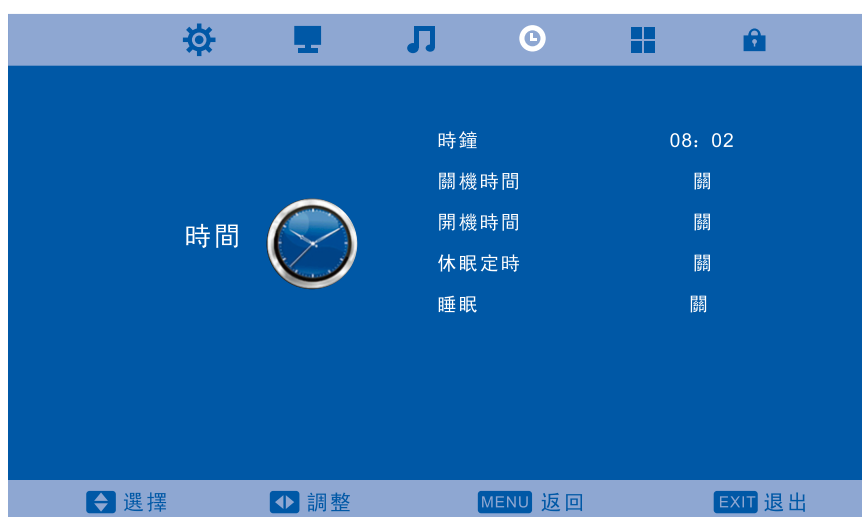 時鐘 08：02
關機時間 關
開機時間 關
時間
休眠定時 關
睡眠 關
選擇 調整 MENU 返回 EXIT 退出